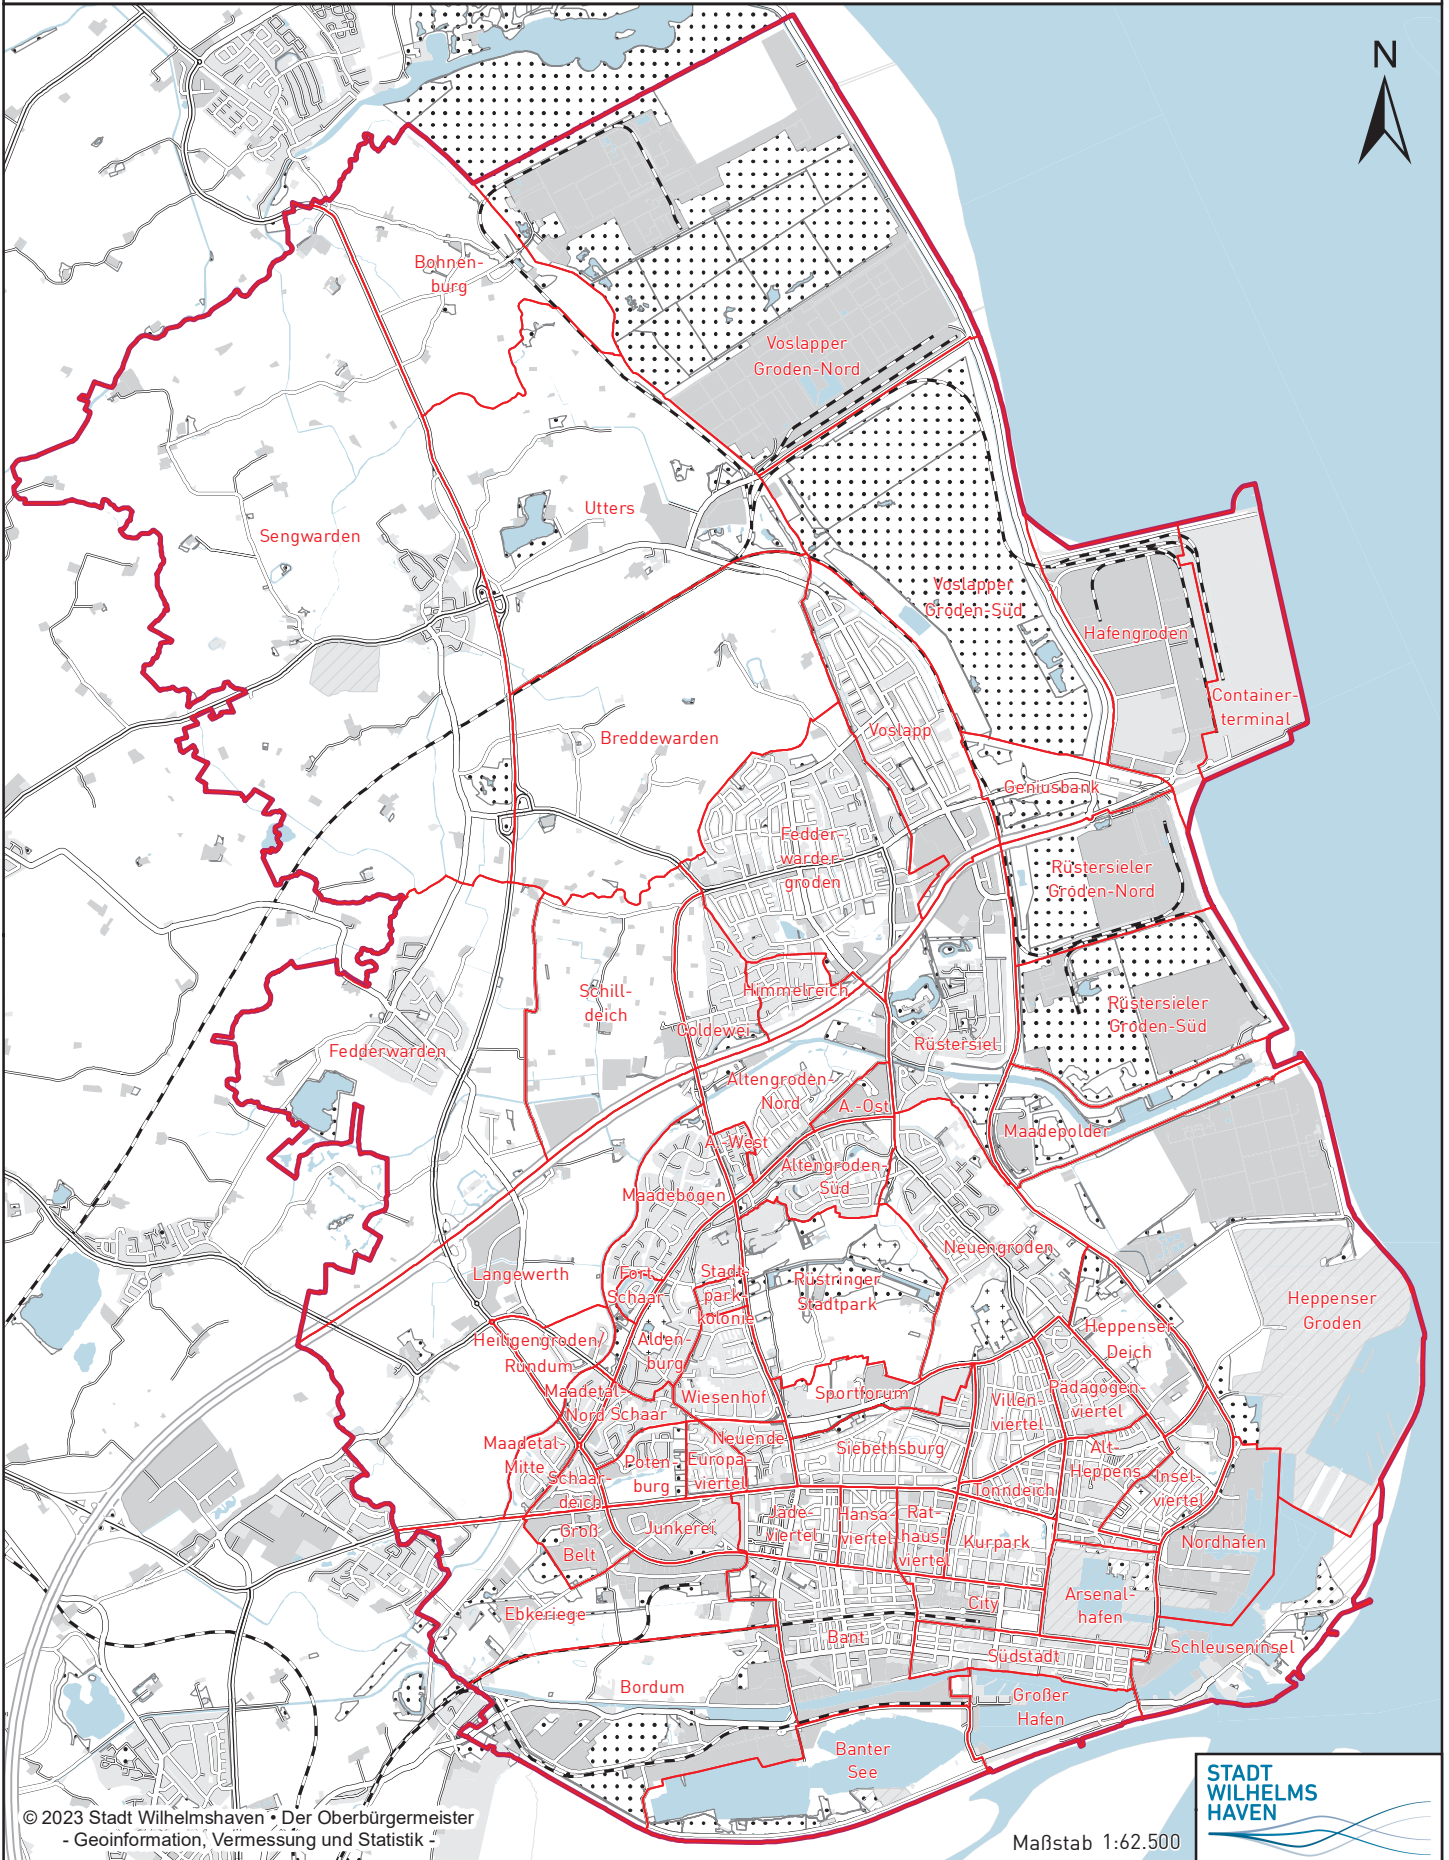 N
Bohnen-
burg
Voslapper
Groden-Nord
Utters
Sengwarden
Voslapper
Groden-Süd
Hafengroden
Container-
terminal
Breddewarden
Voslapp
Geniusbank
Fedder-
warder-
groden
Rüstersieler
Groden-Nord
Schill-
deich
Himmelreich
Rüstersieler
Groden-Süd
Coldewei
Rüstersiel
Fedderwarden
Altengroden-
Nord
A.-Ost
Maadepolder
A.-West
Altengroden-
Süd
Maadebogen
Neuengroden
Langewerth
Fort
Schaar
Stadt-
park-
kolonie
Rüstringer
Stadtpark
Heppenser
Groden
Heiligengroden/
Rundum
Alden-
burg
Heppenser
Deich
Maadetal-
Nord
Schaar
Wiesenhof
Sportforum
Villen-
viertel
Pädagogen-
viertel
Maadetal-
Mitte
Neuende
Siebethsburg
Alt-
Heppens
Poten-
burg
Europa-
viertel
Schaar-
deich
Tonndeich
Insel-
viertel
Groß
Belt
Junkerei
Jade-
viertel
Hansa-
viertel
Rat-
haus-
viertel
Kurpark
Nordhafen
Ebkeriege
City
Arsenal-
hafen
Bant
Südstadt
Schleuseninsel
Bordum
Großer
Hafen
Banter
See
STADT
WILHELMS
HAVEN
© 2023 Stadt Wilhelmshaven • Der Oberbürgermeister
- Geoinformation, Vermessung und Statistik -
Maßstab 1:62.500